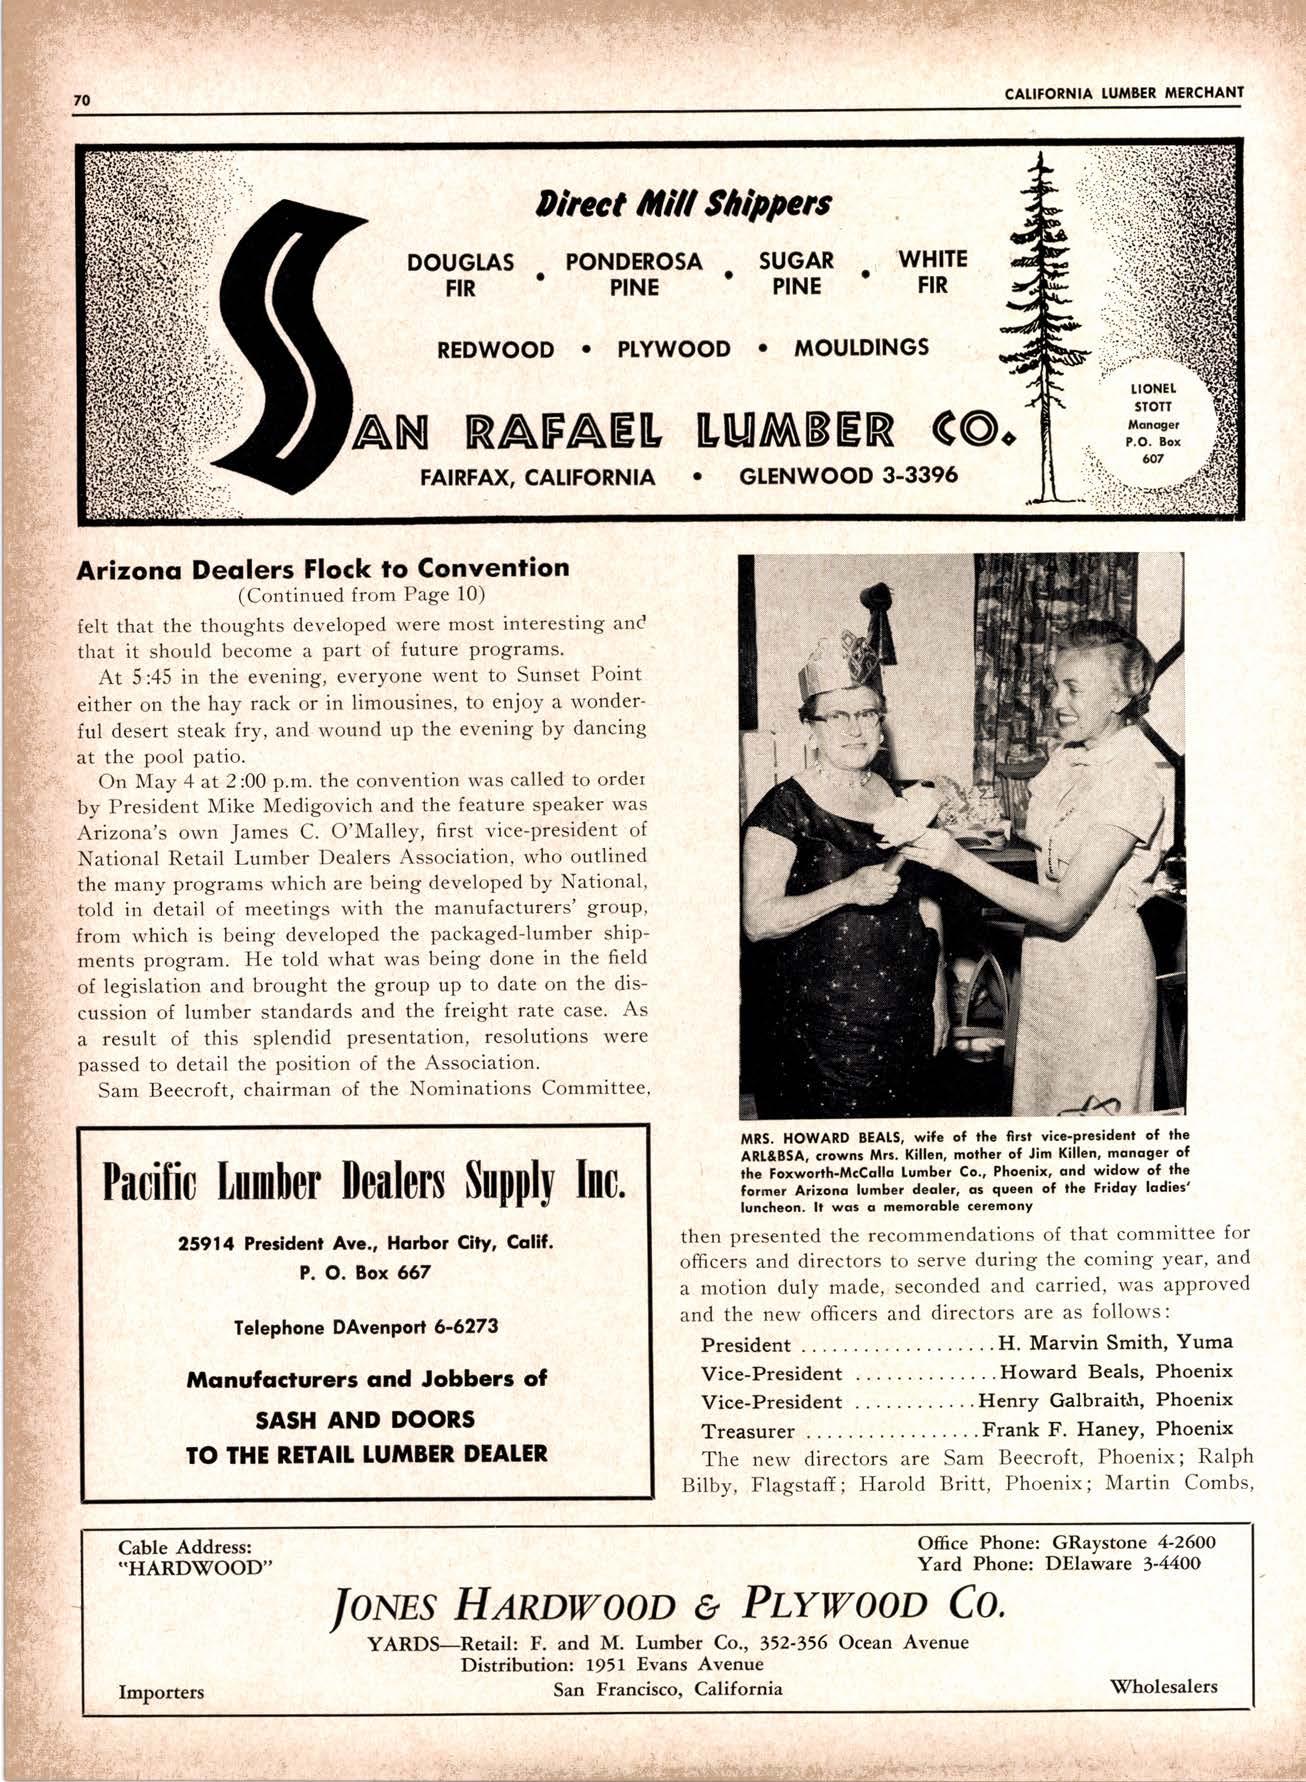 70
CALIFORNIA LUMBER MERCHANT
Direct Mill Shippers
DOUGLAS FIR • PONDEROSA PINE • SUGAR PINE • WHITE FIR
REDWOOD • PLYWOOD • MOULDINGS
SAN RAFAEL LUMBER CO.
FAIRFAX, CALIFORNIA • GLENWOOD 3-3396
LIONEL
STOTT
Manager
P.O. Box
607
Arizona Dealers Flock to Convention
(Continued from Page 10)
felt that the thoughts developed were most interesting and
that it should become a part of future programs.
At 5:45 in the evening, everyone went to Sunset Point
either on the hay rack or in limousines, to enjoy a wonder-
ful desert steak fry, and wound up the evening by dancing
at the pool patio.
On May 4 at 2:00 p.m. the convention was called to order
by President Mike Medigovich and the feature speaker was
Arizona's own James C. O'Malley, first vice-president of
National Retail Lumber Dealers Association, who outlined
the many programs which are being developed by National,
told in detail of meetings with the manufacturers' group,
from which is being developed the packaged-lumber ship-
ments program. He told what was being done in the field
of legislation and brought the group up to date on the dis-
cussion of lumber standards and the freight rate case. As
a result of this splendid presentation, resolutions were
passed to detail the position of the Association.
Sam Beecroft, chairman of the Nominations Committee,
MRS. HOWARD BEALS, wife of the first vice-president of the
ARL&BSA, crowns Mrs. Killen, mother of Jim Killen, manager of
the Foxworth-McCalla Lumber Co., Phoenix, and widow of the
former Arizona lumber dealer, as queen of the Friday ladies'
luncheon. It was a memorable ceremony
then presented the recommendations of that committee for
officers and directors to serve during the coming year, and
a motion duly made, seconded and carried, was approved
and the new officers and directors are as follows:
President ................... H. Marvin Smith, Yuma
Vice-President .............. Howard Beals, Phoenix
Vice-President ............ Henry Galbraith, Phoenix
Treasurer ................. Frank F. Haney, Phoenix
The new directors are Sam Beecroft, Phoenix; Ralph
Bilby, Flagstaff; Harold Britt, Phoenix; Martin Combs,
Pacific Lumber Dealers Supply Inc.
25914 President Ave., Harbor City, Calif.
P. O. Box 667
Telephone DAvenport 6-6273
Manufacturers and Jobbers of
SASH AND DOORS
TO THE RETAIL LUMBER DEALER
Cable Address:
"HARDWOOD"
Office Phone: GRaystone 4-2600
Yard Phone: DElaware 3-4400
JONES HARDWOOD & PLYWOOD CO.
YARDS—Retail: F. and M. Lumber Co., 352-356 Ocean Avenue
Distribution: 1951 Evans Avenue
San Francisco, California
Importers
Wholesalers